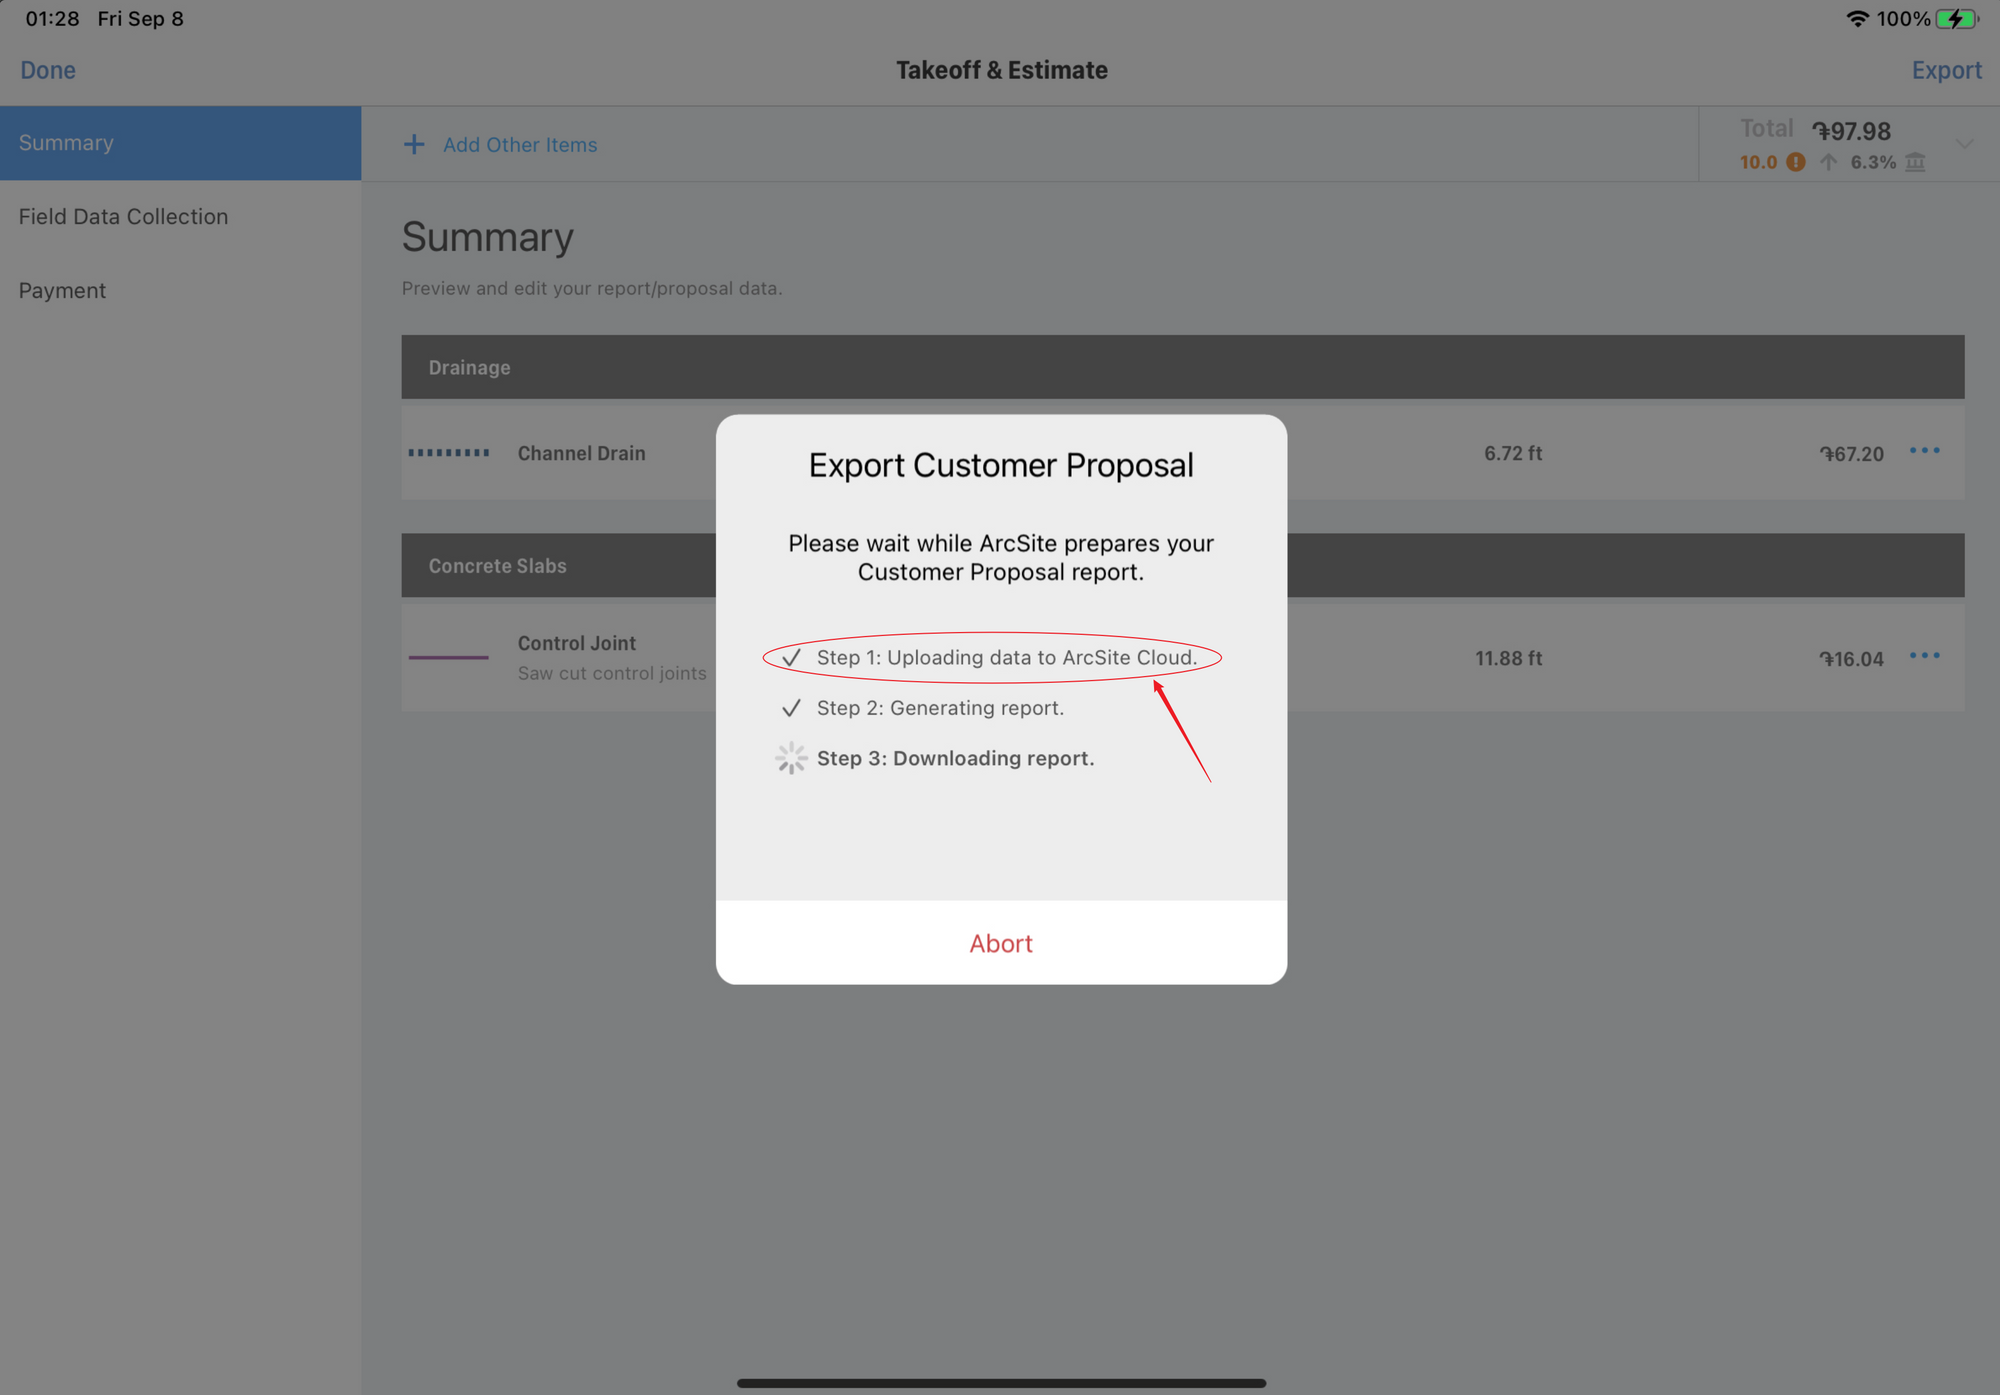 01:28 Fri Sep 8
100%
Done
Takeoff & Estimate
Export
Summary
Field Data Collection
Payment
+ Add Other Items
Total ֏97.98
10.0 ! ↑ 6.3%
Summary
Preview and edit your report/proposal data.
Drainage
Channel Drain 6.72 ft ֏67.20 •••
Concrete Slabs
Control Joint
Saw cut control joints
11.88 ft ֏16.04 •••
Export Customer Proposal
Please wait while ArcSite prepares your
Customer Proposal report.
✓ Step 1: Uploading data to ArcSite Cloud.
✓ Step 2: Generating report.
Step 3: Downloading report.
Abort